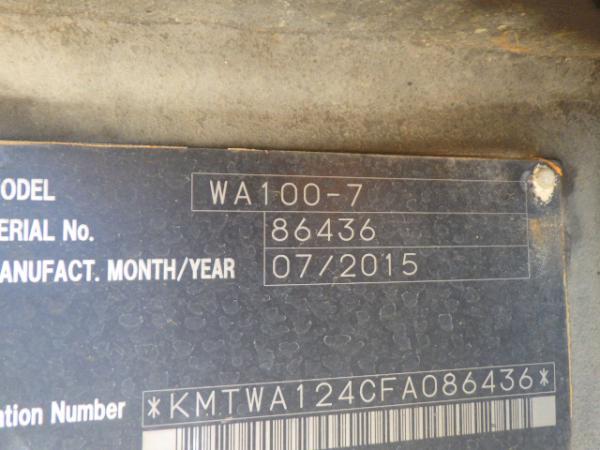 ODEL WA100-7
ERIAL No. 86436
ANUFACT. MONTH/YEAR 07/2015
ation Number *KMTWA124CFA086436*